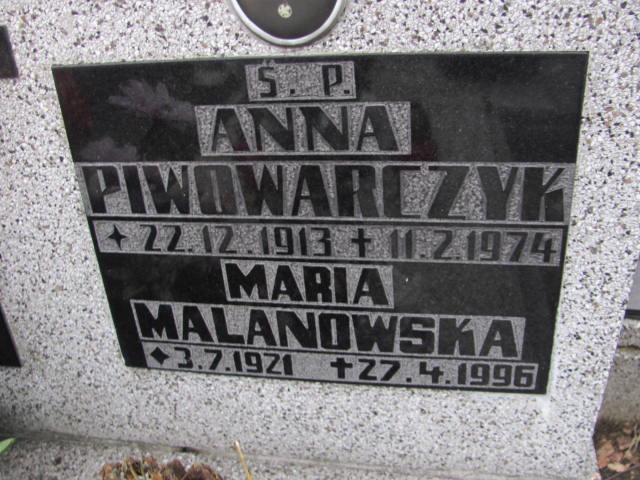 Ś. P.
ANNA
PIWOWARCZYK
✦ 22.12.1913 ✝ 11.2.1974
MARIA
MALANOWSKA
✦ 3.7.1921 ✝ 27.4.1996